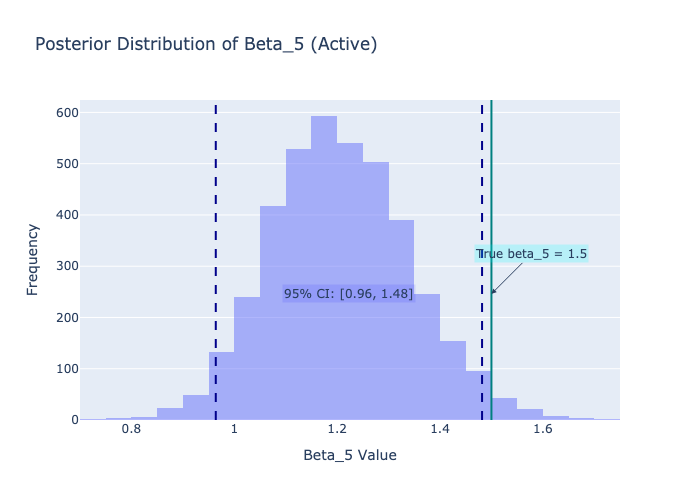 Posterior Distribution of Beta_5 (Active)
600
500
400
300
200
100
0
Frequency
True beta_5 = 1.5
95% CI: [0.96, 1.48]
0.8
1
1.2
1.4
1.6
Beta_5 Value